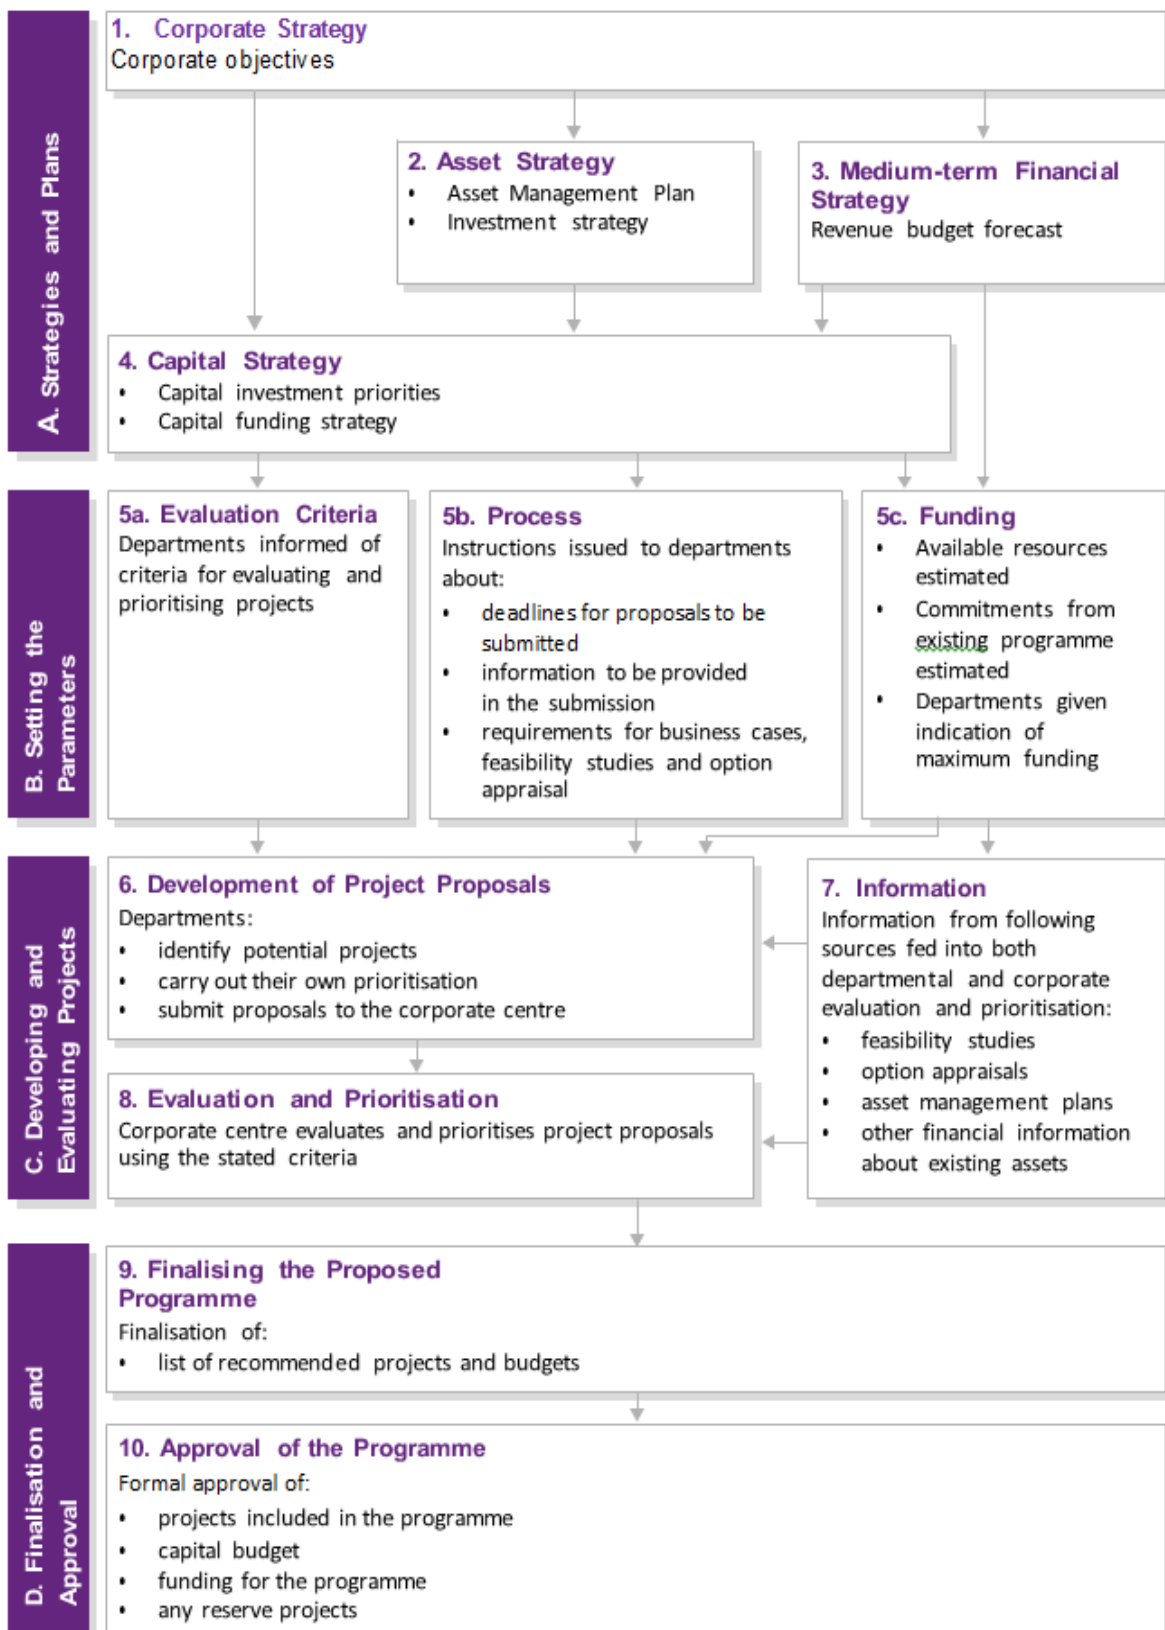 A. Strategies and Plans
1. Corporate Strategy
Corporate objectives
2. Asset Strategy
• Asset Management Plan
• Investment strategy
3. Medium-term Financial
Strategy
Revenue budget forecast
4. Capital Strategy
• Capital investment priorities
• Capital funding strategy
B. Setting the
Parameters
5a. Evaluation Criteria
Departments informed of
criteria for evaluating and
prioritising projects
5b. Process
Instructions issued to departments
about:
• deadlines for proposals to be
submitted
• information to be provided
in the submission
• requirements for business cases,
feasibility studies and option
appraisal
5c. Funding
• Available resources
estimated
• Commitments from
existing programme
estimated
• Departments given
indication of
maximum funding
C. Developing and
Evaluating Projects
6. Development of Project Proposals
Departments:
• identify potential projects
• carry out their own prioritisation
• submit proposals to the corporate centre
7. Information
Information from following
sources fed into both
departmental and corporate
evaluation and prioritisation:
• feasibility studies
• option appraisals
• asset management plans
• other financial information
about existing assets
8. Evaluation and Prioritisation
Corporate centre evaluates and prioritises project proposals
using the stated criteria
D. Finalisation and
Approval
9. Finalising the Proposed
Programme
Finalisation of:
• list of recommended projects and budgets
10. Approval of the Programme
Formal approval of:
• projects included in the programme
• capital budget
• funding for the programme
• any reserve projects